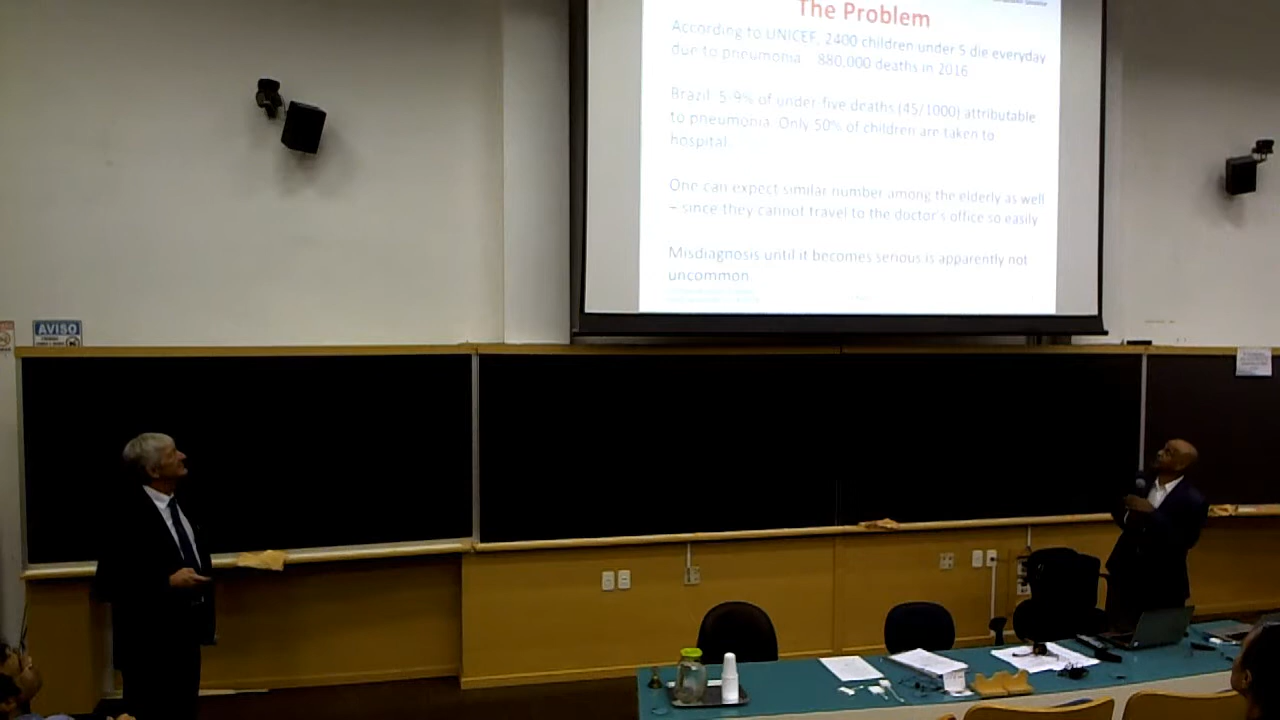 The Problem
According to UNICEF, 2400 children under 5 die everyday
due to pneumonia 880,000 deaths in 2016
Brazil: 5-9% of under-five deaths (45/1000) attributable
to pneumonia. Only 50% of children are taken to
hospital.
One can expect similar number among the elderly as well
– since they cannot travel to the doctor's office so easily
Misdiagnosis until it becomes serious is apparently not
uncommon
AVISO